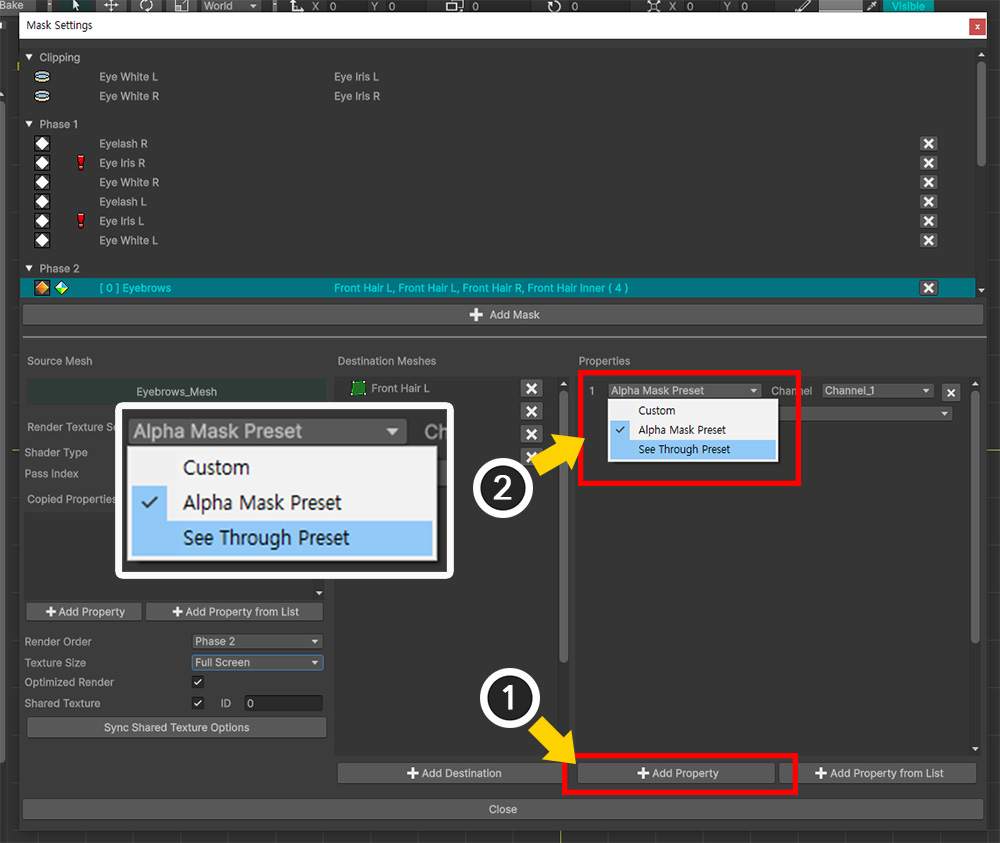 Bake World X 0 Y 0 0 0 X 0 Y 0 Visible
Mask Settings x
Clipping
Eye White L Eye Iris L
Eye White R Eye Iris R
Phase 1
Eyelash R
Eye Iris R
Eye White R
Eyelash L
Eye Iris L
Eye White L
Phase 2
[ 0 ] Eyebrows Front Hair L, Front Hair L, Front Hair R, Front Hair Inner ( 4 )
Add Mask
Source Mesh Destination Meshes Properties
Eyebrows_Mesh Front Hair L 1 Alpha Mask Preset Channel Channel_1
Custom
Alpha Mask Preset
See Through Preset
Render Texture
Shader Type
Pass Index
Copied Properties
Alpha Mask Preset Ch
Custom
Alpha Mask Preset
See Through Preset
2
Add Property Add Property from List
Render Order Phase 2
Texture Size Full Screen
Optimized Render
Shared Texture ID 0
Sync Shared Texture Options
1
Add Destination Add Property Add Property from List
Close